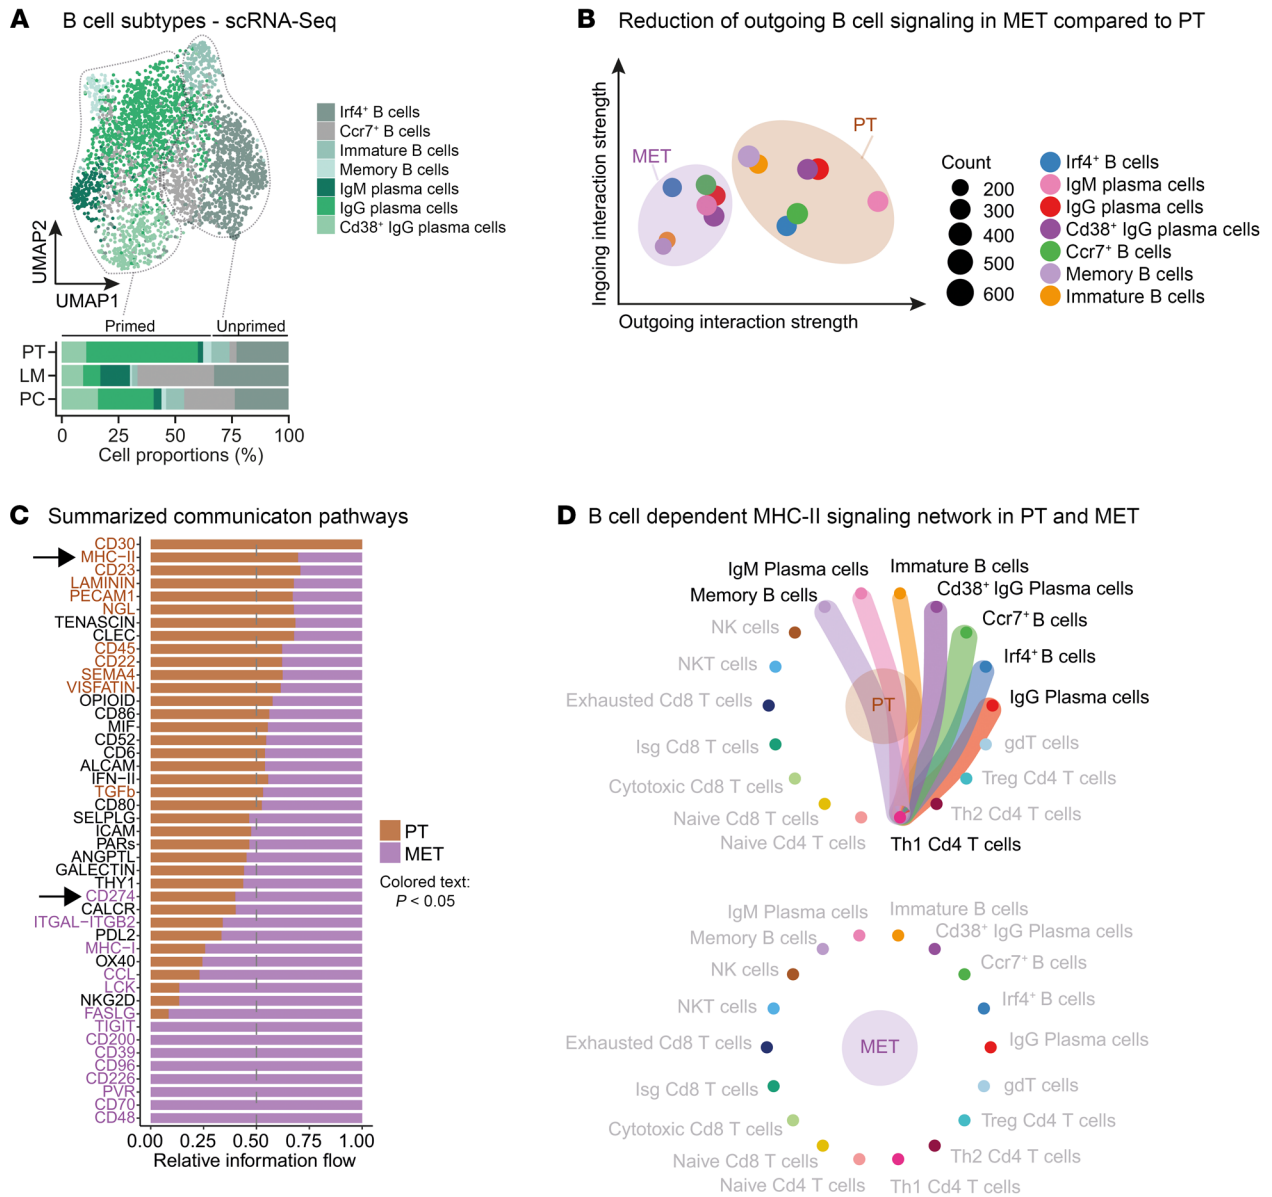 A B cell subtypes - scRNA-Seq
Irf4+ B cells
Ccr7+ B cells
Immature B cells
Memory B cells
IgM plasma cells
IgG plasma cells
Cd38+ IgG plasma cells
UMAP2
UMAP1
Primed Unprimed
PT
LM
PC
0 25 50 75 100
Cell proportions (%)
B Reduction of outgoing B cell signaling in MET compared to PT
Ingoing interaction strength
MET
PT
Outgoing interaction strength
Count
200
300
400
500
600
Irf4+ B cells
IgM plasma cells
IgG plasma cells
Cd38+ IgG plasma cells
Ccr7+ B cells
Memory B cells
Immature B cells
C Summarized communicaton pathways
CD30
MHC-II
CD23
LAMININ
PECAM1
NGL
TENASCIN
CLEC
CD45
CD22
SEMA4
VISFATIN
OPIOID
CD86
MIF
CD52
CD6
ALCAM
IFN-II
TGFb
CD80
SELPLG
ICAM
PARs
ANGPTL
GALECTIN
THY1
CD274
CALCR
ITGAL-ITGB2
PDL2
MHC-I
OX40
CCL
LCK
NKG2D
FASLG
TIGIT
CD200
CD39
CD96
CD226
PVR
CD70
CD48
0.00 0.25 0.50 0.75 1.00
Relative information flow
PT
MET
Colored text:
P < 0.05
D B cell dependent MHC-II signaling network in PT and MET
IgM Plasma cells
Immature B cells
Memory B cells
Cd38+ IgG Plasma cells
NK cells
Ccr7+ B cells
NKT cells
Irf4+ B cells
Exhausted Cd8 T cells
PT
IgG Plasma cells
Isg Cd8 T cells
gdT cells
Cytotoxic Cd8 T cells
Treg Cd4 T cells
Naive Cd8 T cells
Th2 Cd4 T cells
Naive Cd4 T cells
Th1 Cd4 T cells
IgM Plasma cells
Immature B cells
Memory B cells
Cd38+ IgG Plasma cells
NK cells
Ccr7+ B cells
NKT cells
Irf4+ B cells
Exhausted Cd8 T cells
MET
IgG Plasma cells
Isg Cd8 T cells
gdT cells
Cytotoxic Cd8 T cells
Treg Cd4 T cells
Naive Cd8 T cells
Th2 Cd4 T cells
Naive Cd4 T cells
Th1 Cd4 T cells